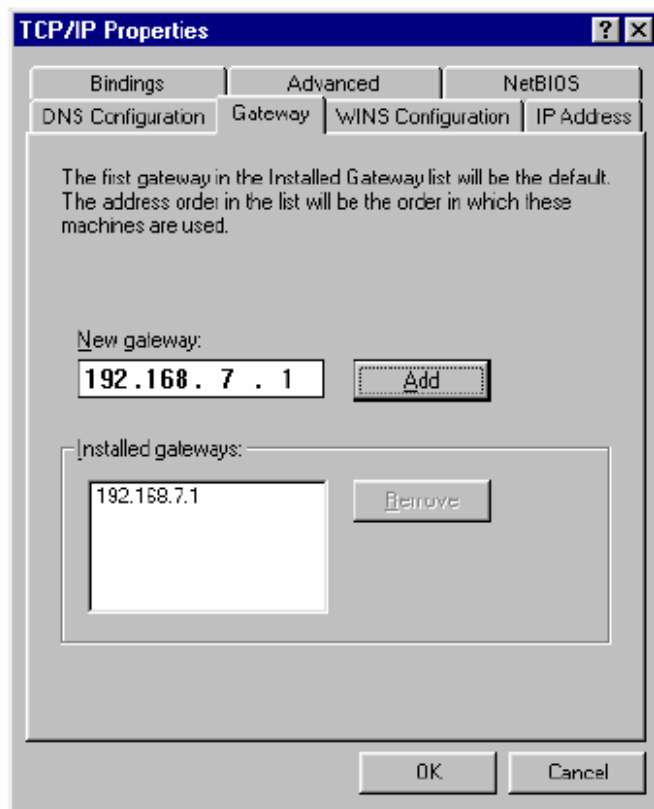 TCP/IP Properties
Bindings
Advanced
NetBIOS
DNS Configuration
Gateway
WINS Configuration
IP Address
The first gateway in the Installed Gateway list will be the default.
The address order in the list will be the order in which these
machines are used.
New gateway:
192.168. 7 . 1
Add
Installed gateways:
192.168.7.1
Remove
OK
Cancel